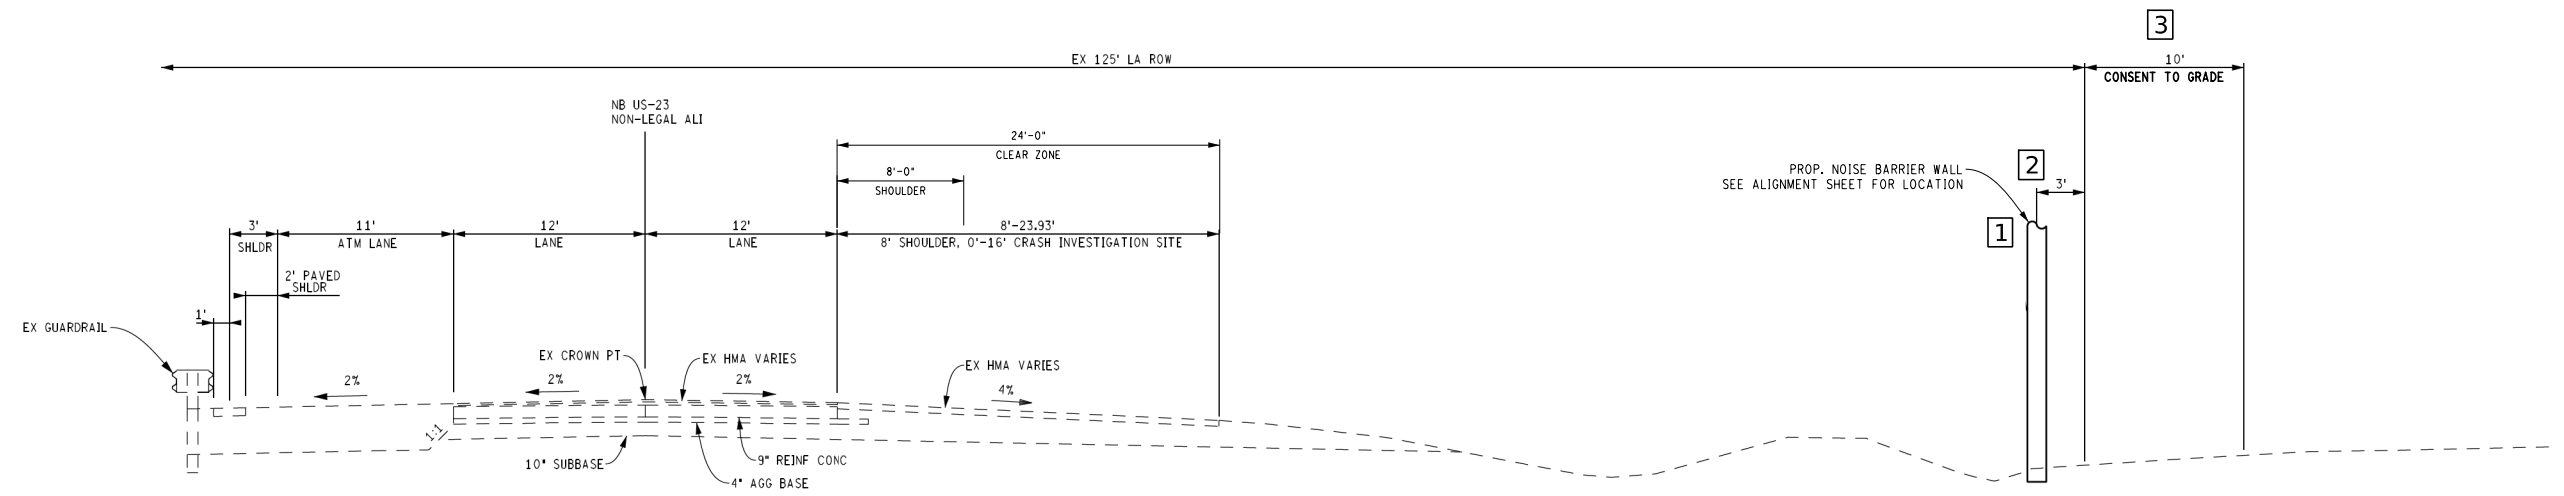 3
EX 125' LA ROW
10'
CONSENT TO GRADE
NB US-23
NON-LEGAL ALI
24'-0"
CLEAR ZONE
8'-0"
SHOULDER
PROP. NOISE BARRIER WALL
SEE ALIGNMENT SHEET FOR LOCATION
2
3'
1
3'
SHLDR
11'
ATM LANE
12'
LANE
12'
LANE
8'-23.93'
8' SHOULDER, 0'-16' CRASH INVESTIGATION SITE
2' PAVED
SHLDR
1'
EX GUARDRAIL
EX CROWN PT
EX HMA VARIES
EX HMA VARIES
2%
2%
2%
4%
1:1
10" SUBBASE
9" REINF CONC
4" AGG BASE